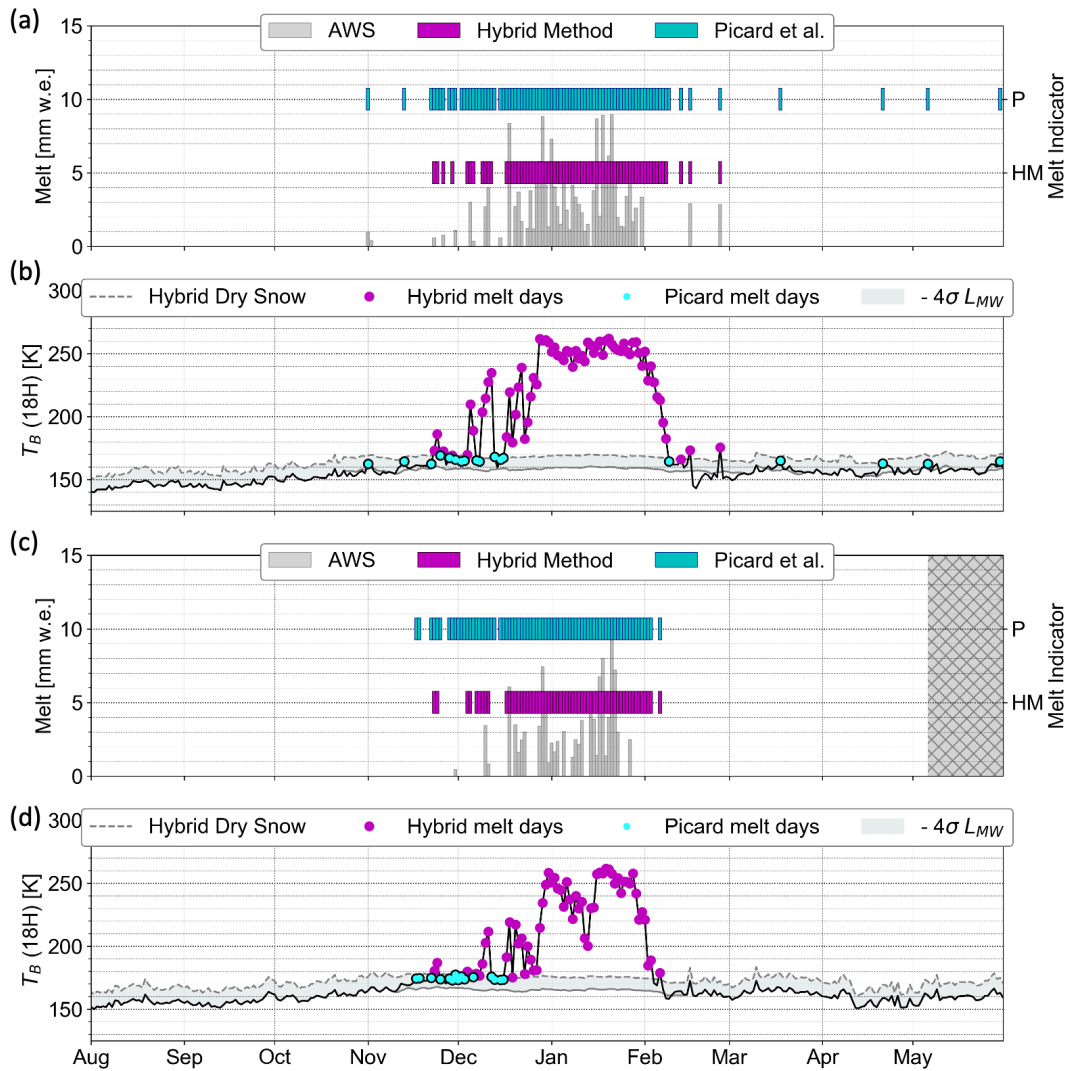 (a)
AWS Hybrid Method Picard et al.
15
10
5
0
Melt [mm w.e.]
P
HM
Melt Indicator
(b)
Hybrid Dry Snow Hybrid melt days Picard melt days - 4σ L_MW
300
250
200
150
T_B (18H) [K]
(c)
AWS Hybrid Method Picard et al.
15
10
5
0
Melt [mm w.e.]
P
HM
Melt Indicator
(d)
Hybrid Dry Snow Hybrid melt days Picard melt days - 4σ L_MW
300
250
200
150
T_B (18H) [K]
Aug Sep Oct Nov Dec Jan Feb Mar Apr May